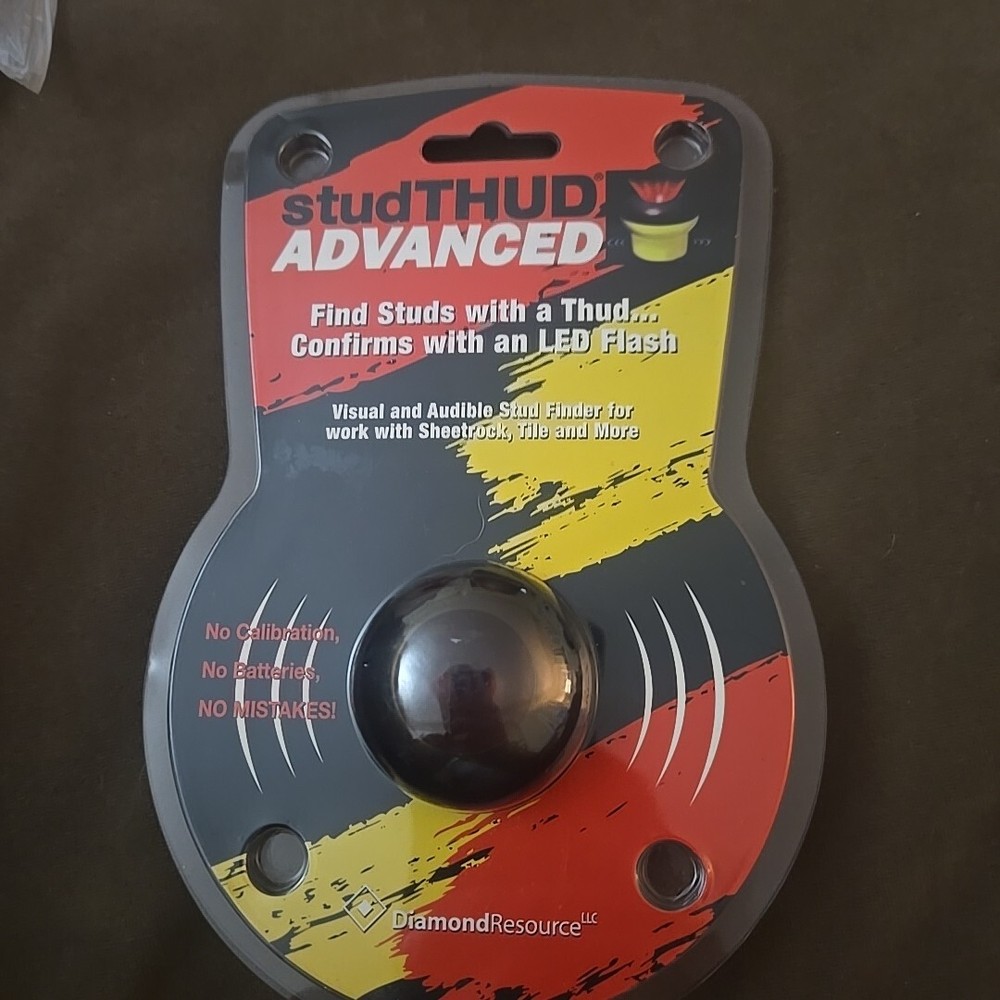 studTHUD®
ADVANCED
Find Studs with a Thud...
Confirms with an LED Flash
Visual and Audible Stud Finder for
work with Sheetrock, Tile and More
No Calibration,
No Batteries,
NO MISTAKES!
DiamondResource LLC